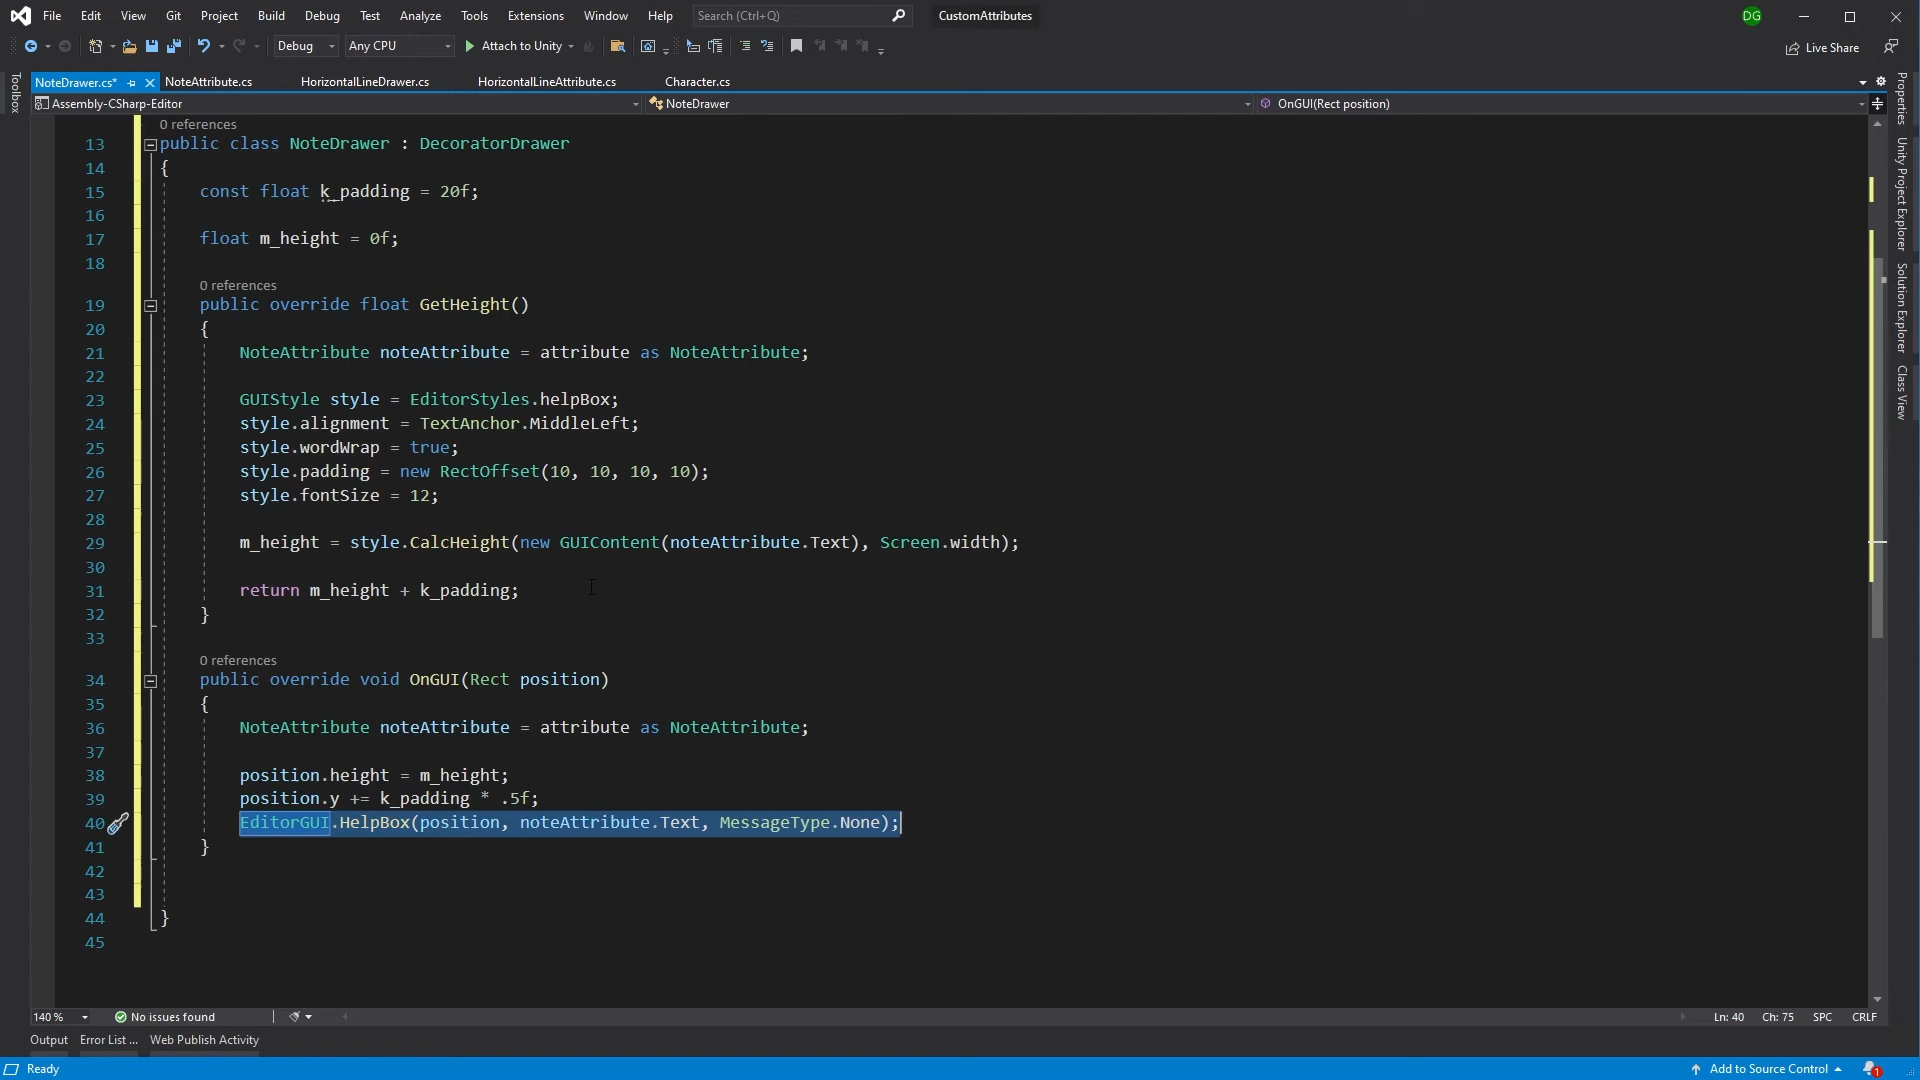 File Edit View Git Project Build Debug Test Analyze Tools Extensions Window Help Search (Ctrl+Q) CustomAttributes DG
Debug Any CPU Attach to Unity Live Share
Toolbox
NoteDrawer.cs* NoteAttribute.cs HorizontalLineDrawer.cs HorizontalLineAttribute.cs Character.cs
Assembly-CSharp-Editor NoteDrawer OnGUI(Rect position)
0 references
13 public class NoteDrawer : DecoratorDrawer
14 {
15 const float k_padding = 20f;
16
17 float m_height = 0f;
18
0 references
19 public override float GetHeight()
20 {
21 NoteAttribute noteAttribute = attribute as NoteAttribute;
22
23 GUIStyle style = EditorStyles.helpBox;
24 style.alignment = TextAnchor.MiddleLeft;
25 style.wordWrap = true;
26 style.padding = new RectOffset(10, 10, 10, 10);
27 style.fontSize = 12;
28
29 m_height = style.CalcHeight(new GUIContent(noteAttribute.Text), Screen.width);
30
31 return m_height + k_padding;
32 }
33
0 references
34 public override void OnGUI(Rect position)
35 {
36 NoteAttribute noteAttribute = attribute as NoteAttribute;
37
38 position.height = m_height;
39 position.y += k_padding * .5f;
40 EditorGUI.HelpBox(position, noteAttribute.Text, MessageType.None);
41 }
42
43
44 }
45
Properties
Unity Project Explorer
Solution Explorer
Class View
140 % No issues found Ln: 40 Ch: 75 SPC CRLF
Output Error List ... Web Publish Activity
Ready Add to Source Control 1